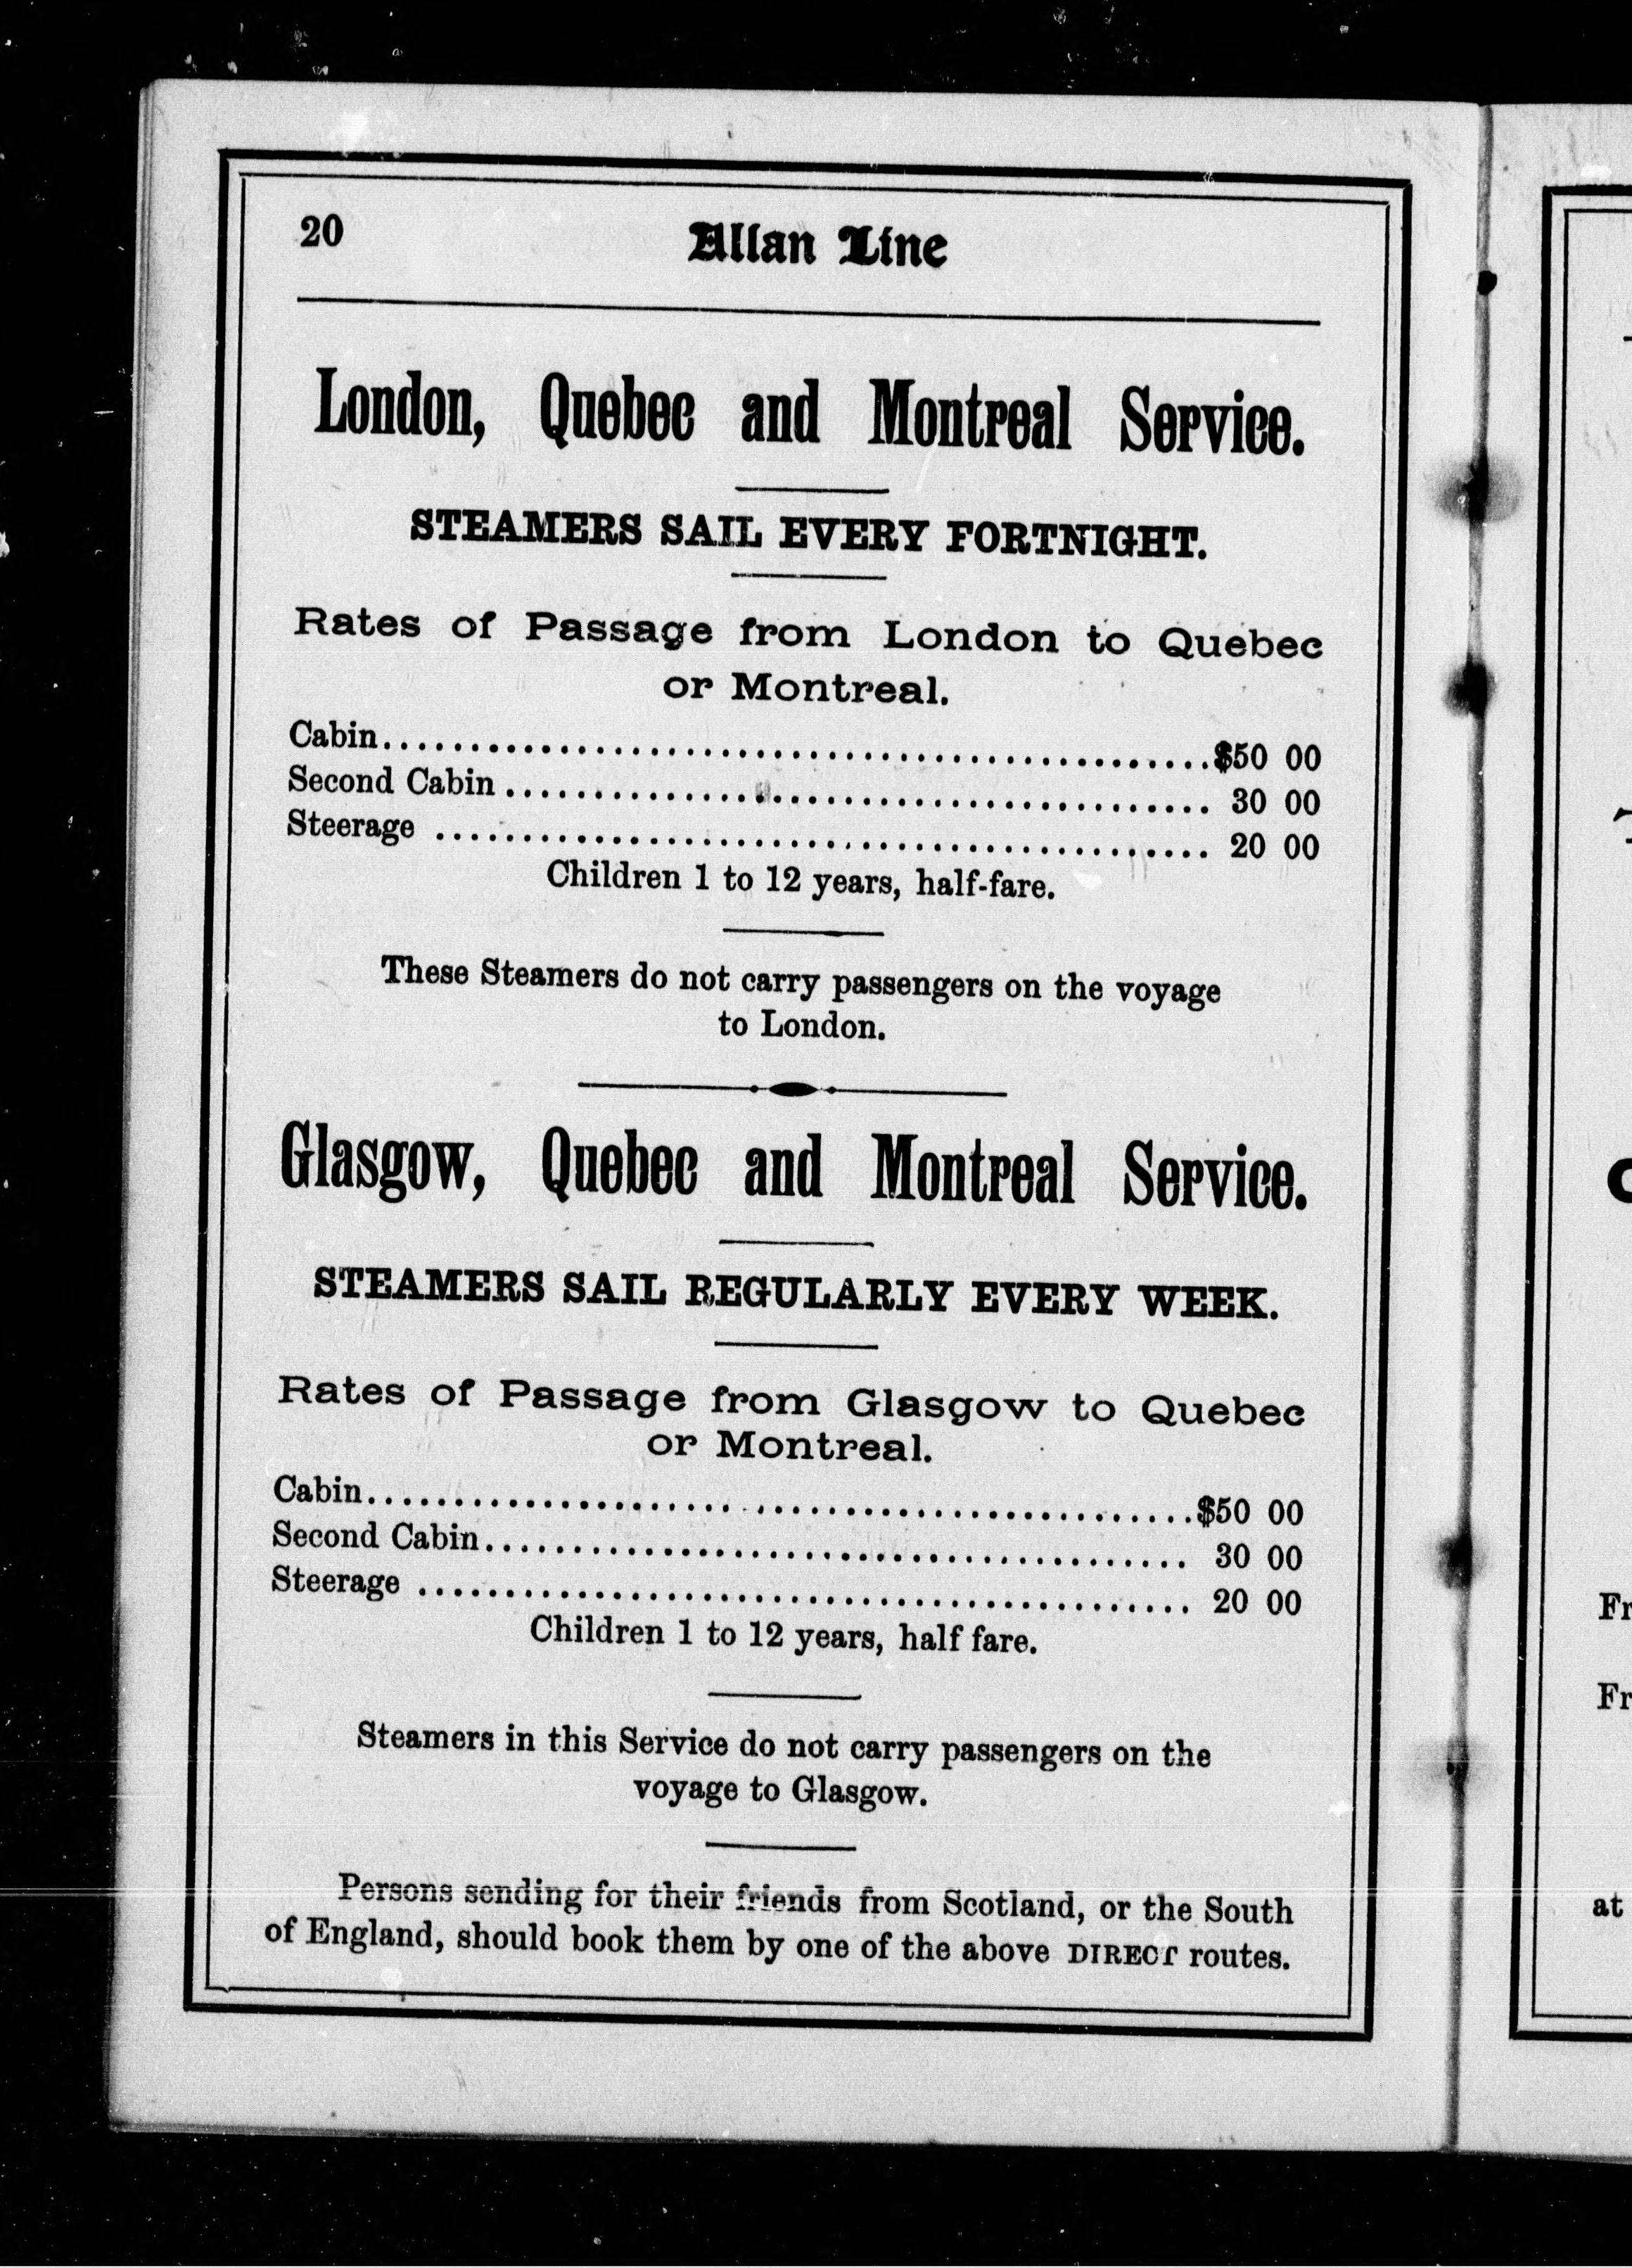 20
Allan Line
London, Quebec and Montreal Service.
STEAMERS SAIL EVERY FORTNIGHT.
Rates of Passage from London to Quebec
or Montreal.
Cabin..................................................$50 00
Second Cabin .......................................... 30 00
Steerage .............................................. 20 00
Children 1 to 12 years, half-fare.
These Steamers do not carry passengers on the voyage
to London.
Glasgow, Quebec and Montreal Service.
STEAMERS SAIL REGULARLY EVERY WEEK.
Rates of Passage from Glasgow to Quebec
or Montreal.
Cabin..................................................$50 00
Second Cabin.......................................... 30 00
Steerage .............................................. 20 00
Children 1 to 12 years, half fare.
Steamers in this Service do not carry passengers on the
voyage to Glasgow.
Persons sending for their friends from Scotland, or the South
of England, should book them by one of the above DIRECT routes.
Fr
Fr
at